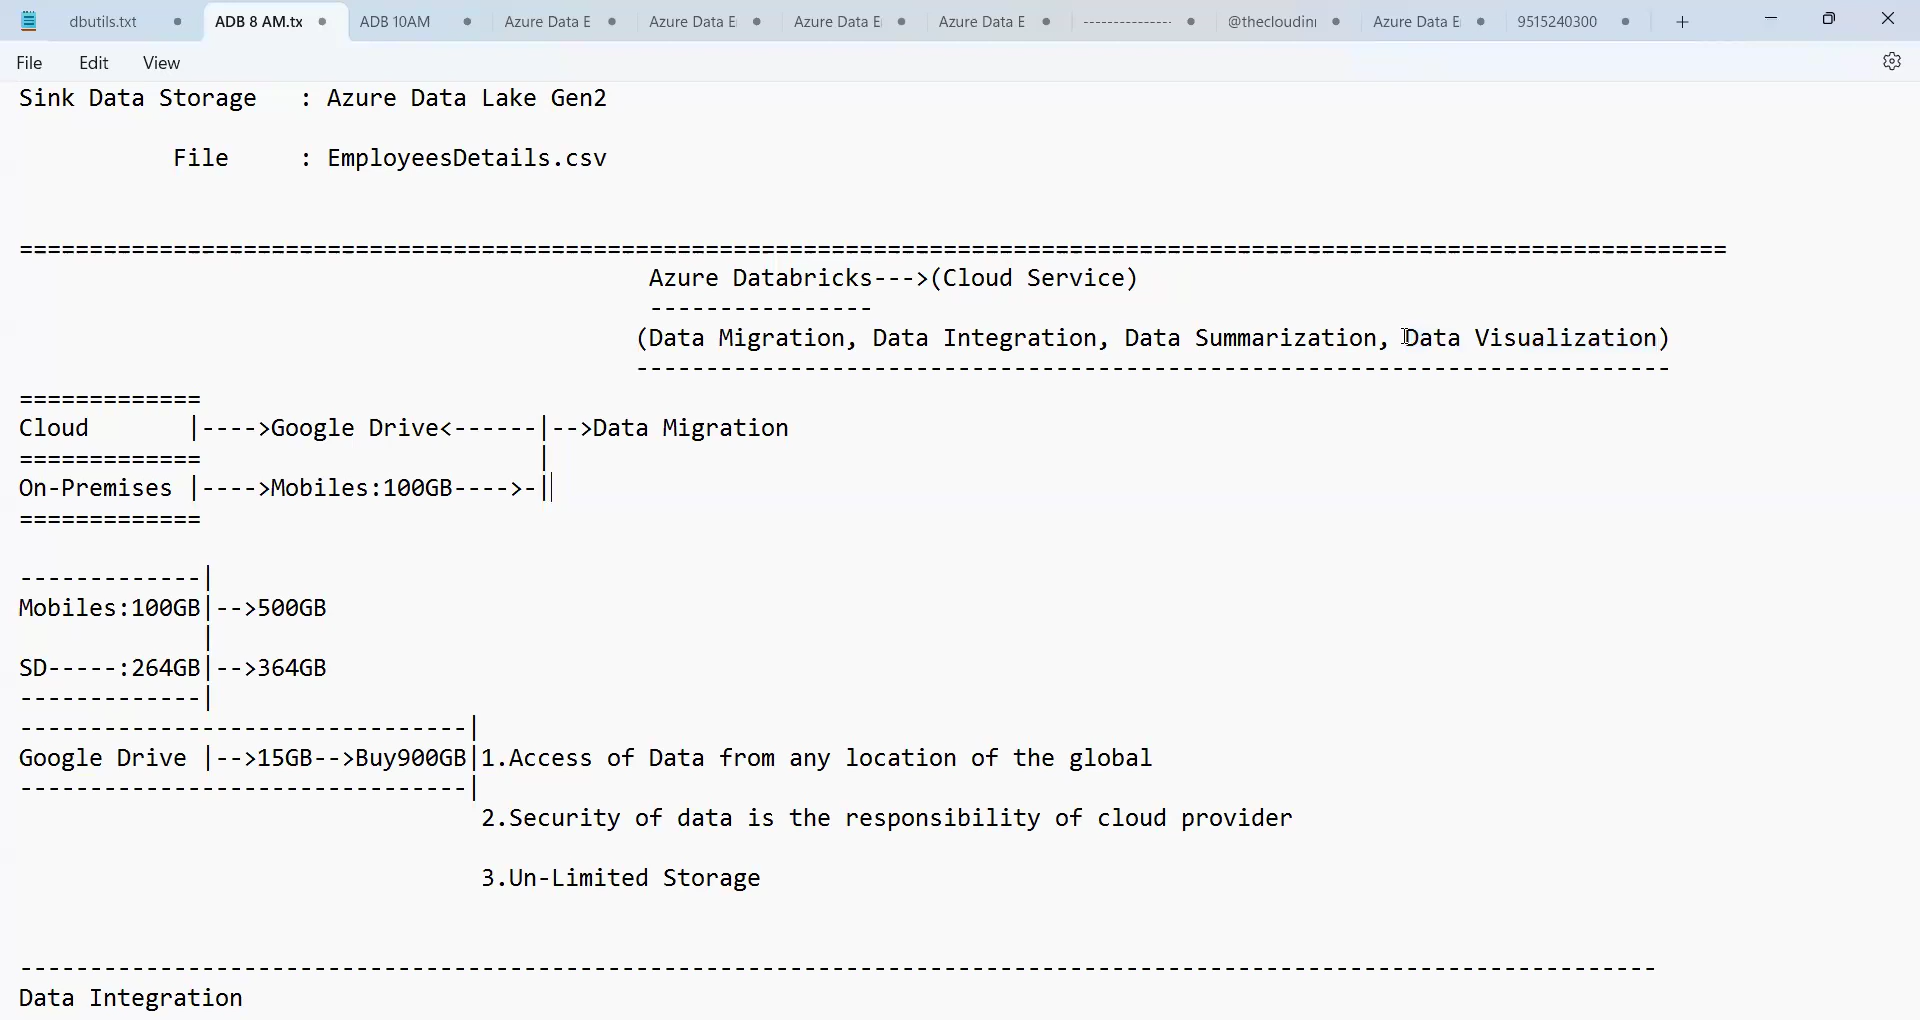 dbutils.txt
ADB 8 AM.tx
ADB 10AM
Azure Data E
Azure Data E
Azure Data E
Azure Data E
---------------
@thecloudin
Azure Data E
9515240300
File Edit View
Sink Data Storage   : Azure Data Lake Gen2
File     : EmployeesDetails.csv
==========================================================================================================================
Azure Databricks--->(Cloud Service)
----------------
(Data Migration, Data Integration, Data Summarization, Data Visualization)
--------------------------------------------------------------------------
=============
Cloud       |---->Google Drive<------|-->Data Migration
=============                        |
On-Premises |---->Mobiles:100GB---->-|
=============
-------------|
Mobiles:100GB|-->500GB
|
SD-----:264GB|-->364GB
-------------|
--------------------------------|
Google Drive |-->15GB-->Buy900GB|1.Access of Data from any location of the global
--------------------------------|
2.Security of data is the responsibility of cloud provider
3.Un-Limited Storage
---------------------------------------------------------------------------------------------------------------------
Data Integration